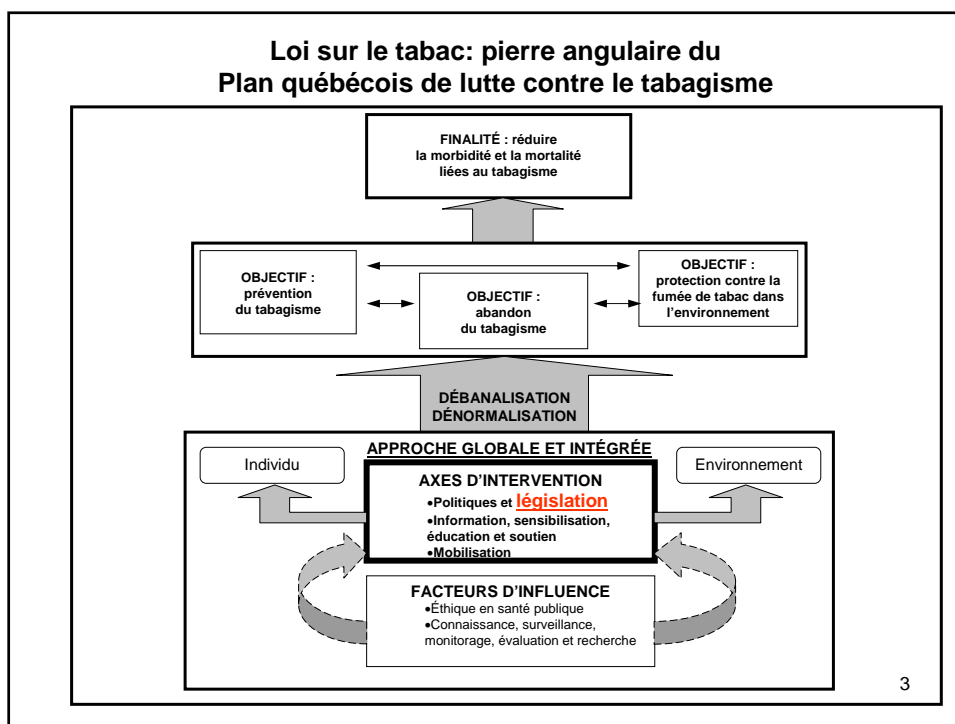 Loi sur le tabac: pierre angulaire du
Plan québécois de lutte contre le tabagisme
FINALITÉ : réduire
la morbidité et la mortalité
liées au tabagisme
OBJECTIF :
prévention
du tabagisme
OBJECTIF :
abandon
du tabagisme
OBJECTIF :
protection contre la
fumée de tabac dans
l'environnement
DÉBANALISATION
DÉNORMALISATION
APPROCHE GLOBALE ET INTÉGRÉE
Individu
Environnement
AXES D'INTERVENTION
•Politiques et législation
•Information, sensibilisation,
éducation et soutien
•Mobilisation
FACTEURS D'INFLUENCE
•Éthique en santé publique
•Connaissance, surveillance,
monitorage, évaluation et recherche
3